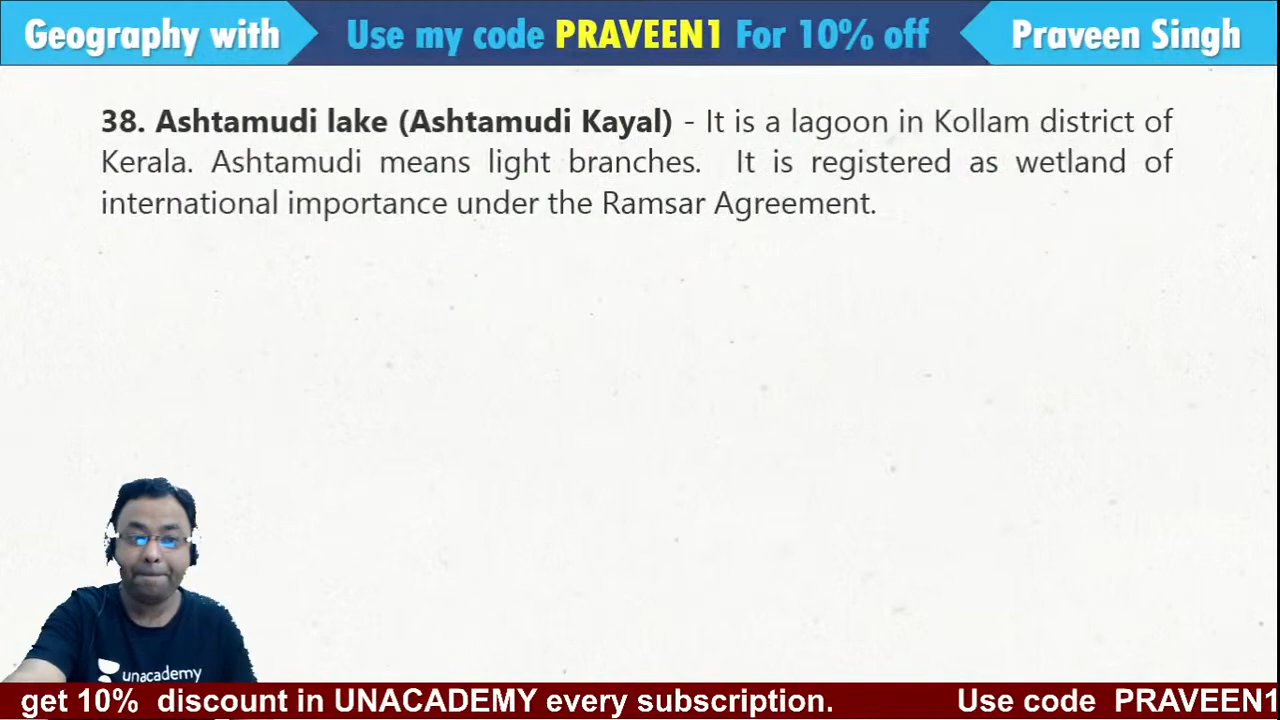 Geography with
Use my code PRAVEEN1 For 10% off
Praveen Singh
38. Ashtamudi lake (Ashtamudi Kayal) - It is a lagoon in Kollam district of
Kerala. Ashtamudi means light branches. It is registered as wetland of
international importance under the Ramsar Agreement.
unacademy
get 10% discount in UNACADEMY every subscription. Use code PRAVEEN1